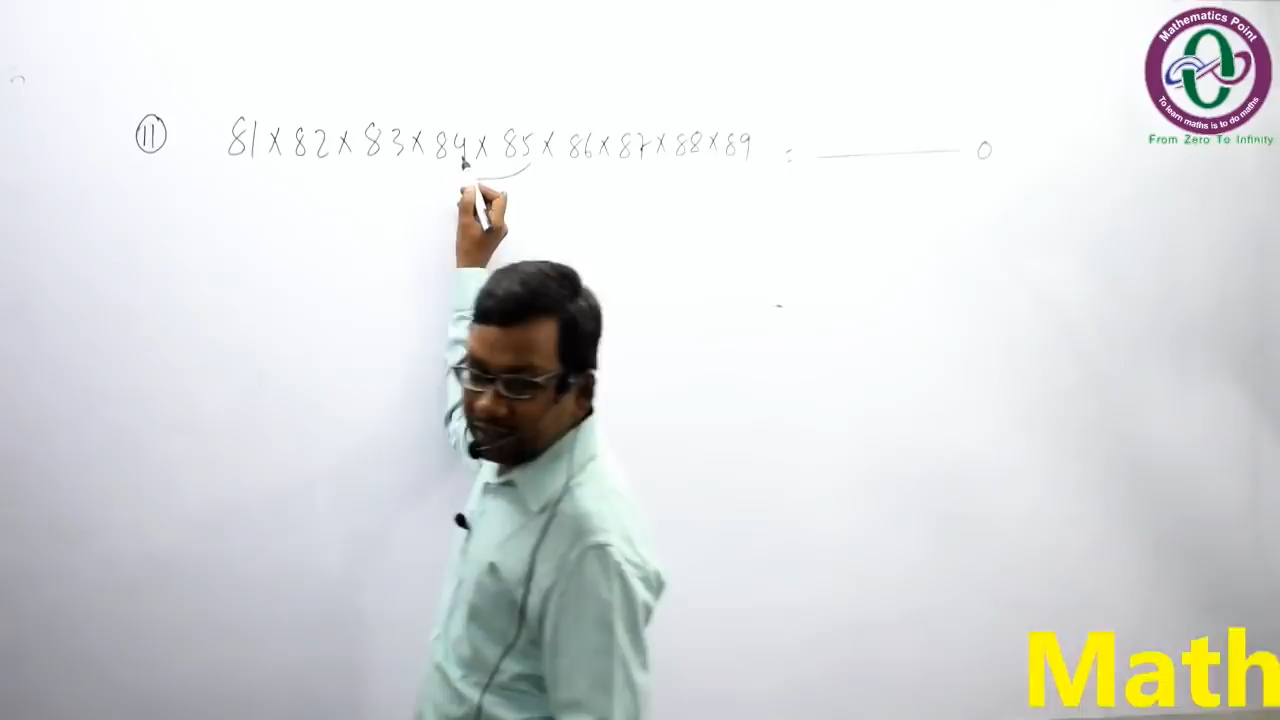 Mathematics Point
To learn maths is to do maths
From Zero To Infinity
11 81 × 82 × 83 × 84 × 85 × 86 × 87 × 88 × 89 = ______ 0
Math